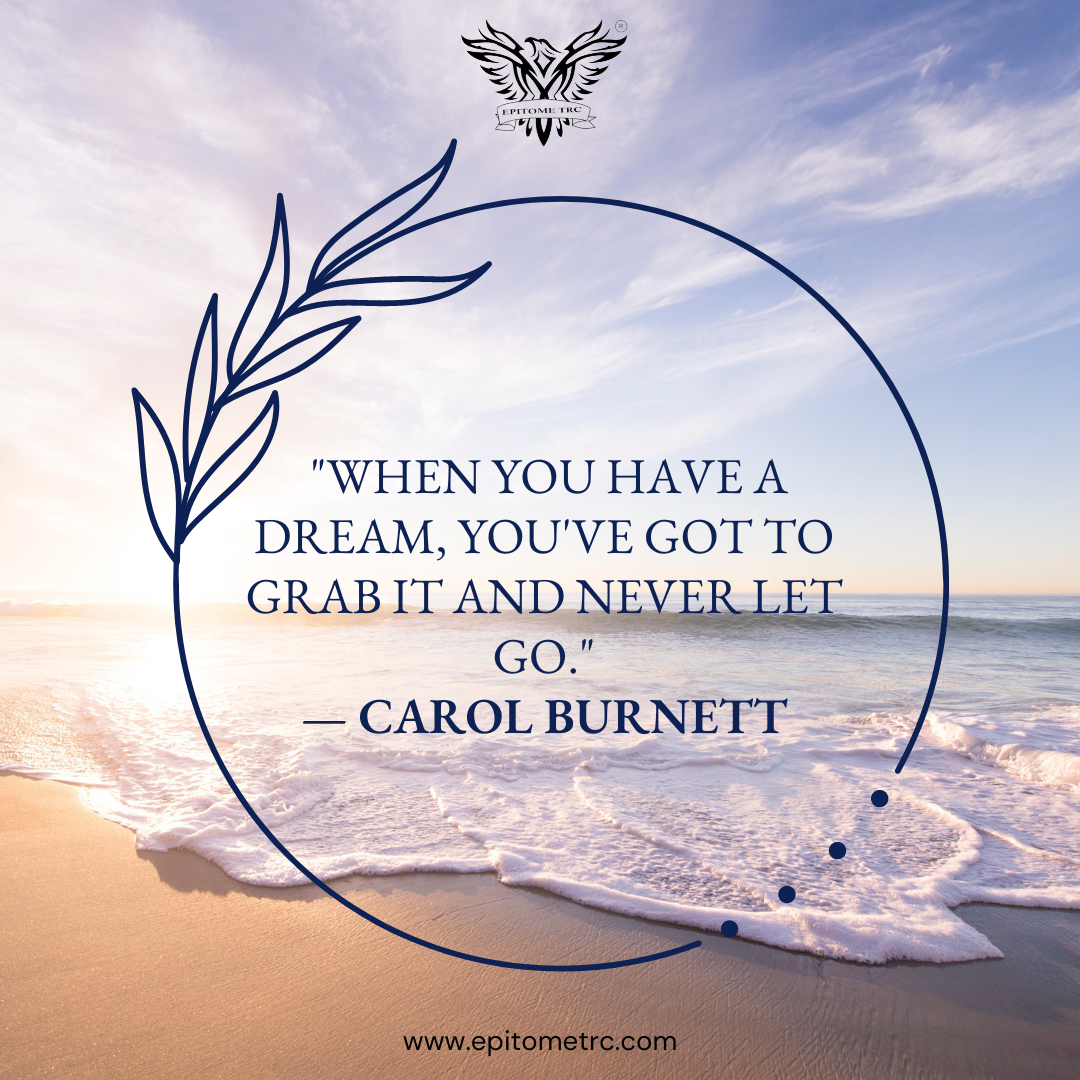 ®
EPITOME TRC
"WHEN YOU HAVE A
DREAM, YOU'VE GOT TO
GRAB IT AND NEVER LET
GO."
— CAROL BURNETT
www.epitometrc.com